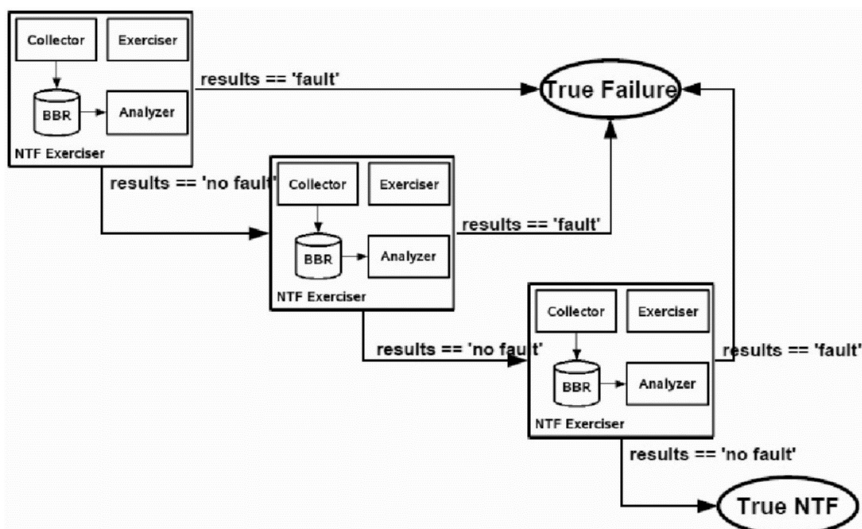 Collector
Exerciser
BBR
Analyzer
NTF Exerciser
results == 'fault'
True Failure
results == 'no fault'
Collector
Exerciser
BBR
Analyzer
NTF Exerciser
results == 'fault'
results == 'no fault'
Collector
Exerciser
BBR
Analyzer
NTF Exerciser
results == 'fault'
results == 'no fault'
True NTF